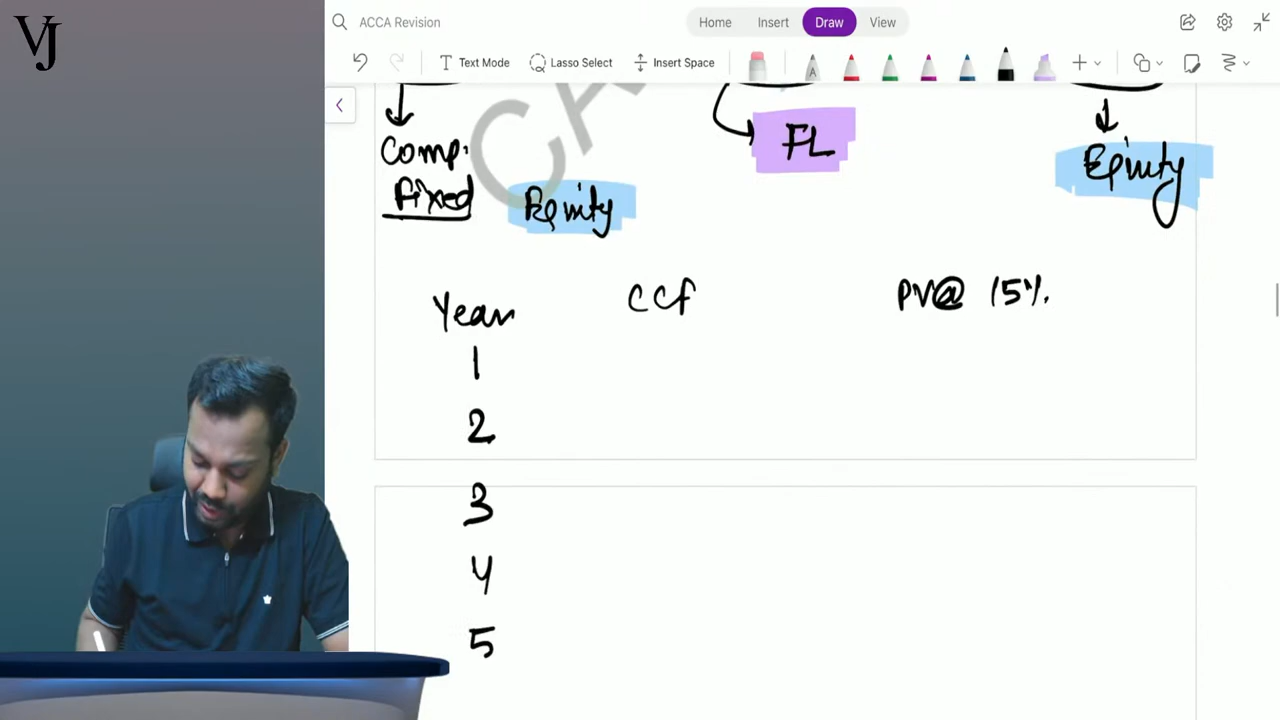 VJ
ACCA Revision
Home Insert Draw View
Text Mode Lasso Select Insert Space
CA
Comp.
Fixed
Equity
FL
Equity
Year CCF PV@ 15%.
1
2
3
4
5